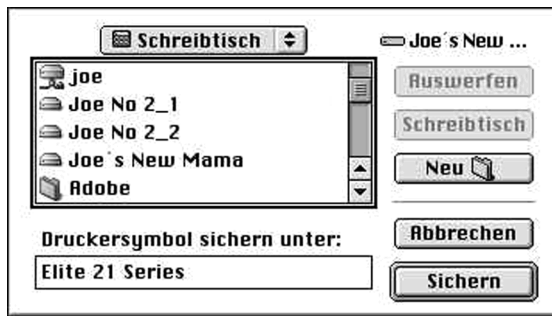 Schreibtisch
Joe's New ...
joe
Joe No 2_1
Joe No 2_2
Joe's New Mama
Adobe
Auswerfen
Schreibtisch
Neu
Druckersymbol sichern unter:
Elite 21 Series
Abbrechen
Sichern